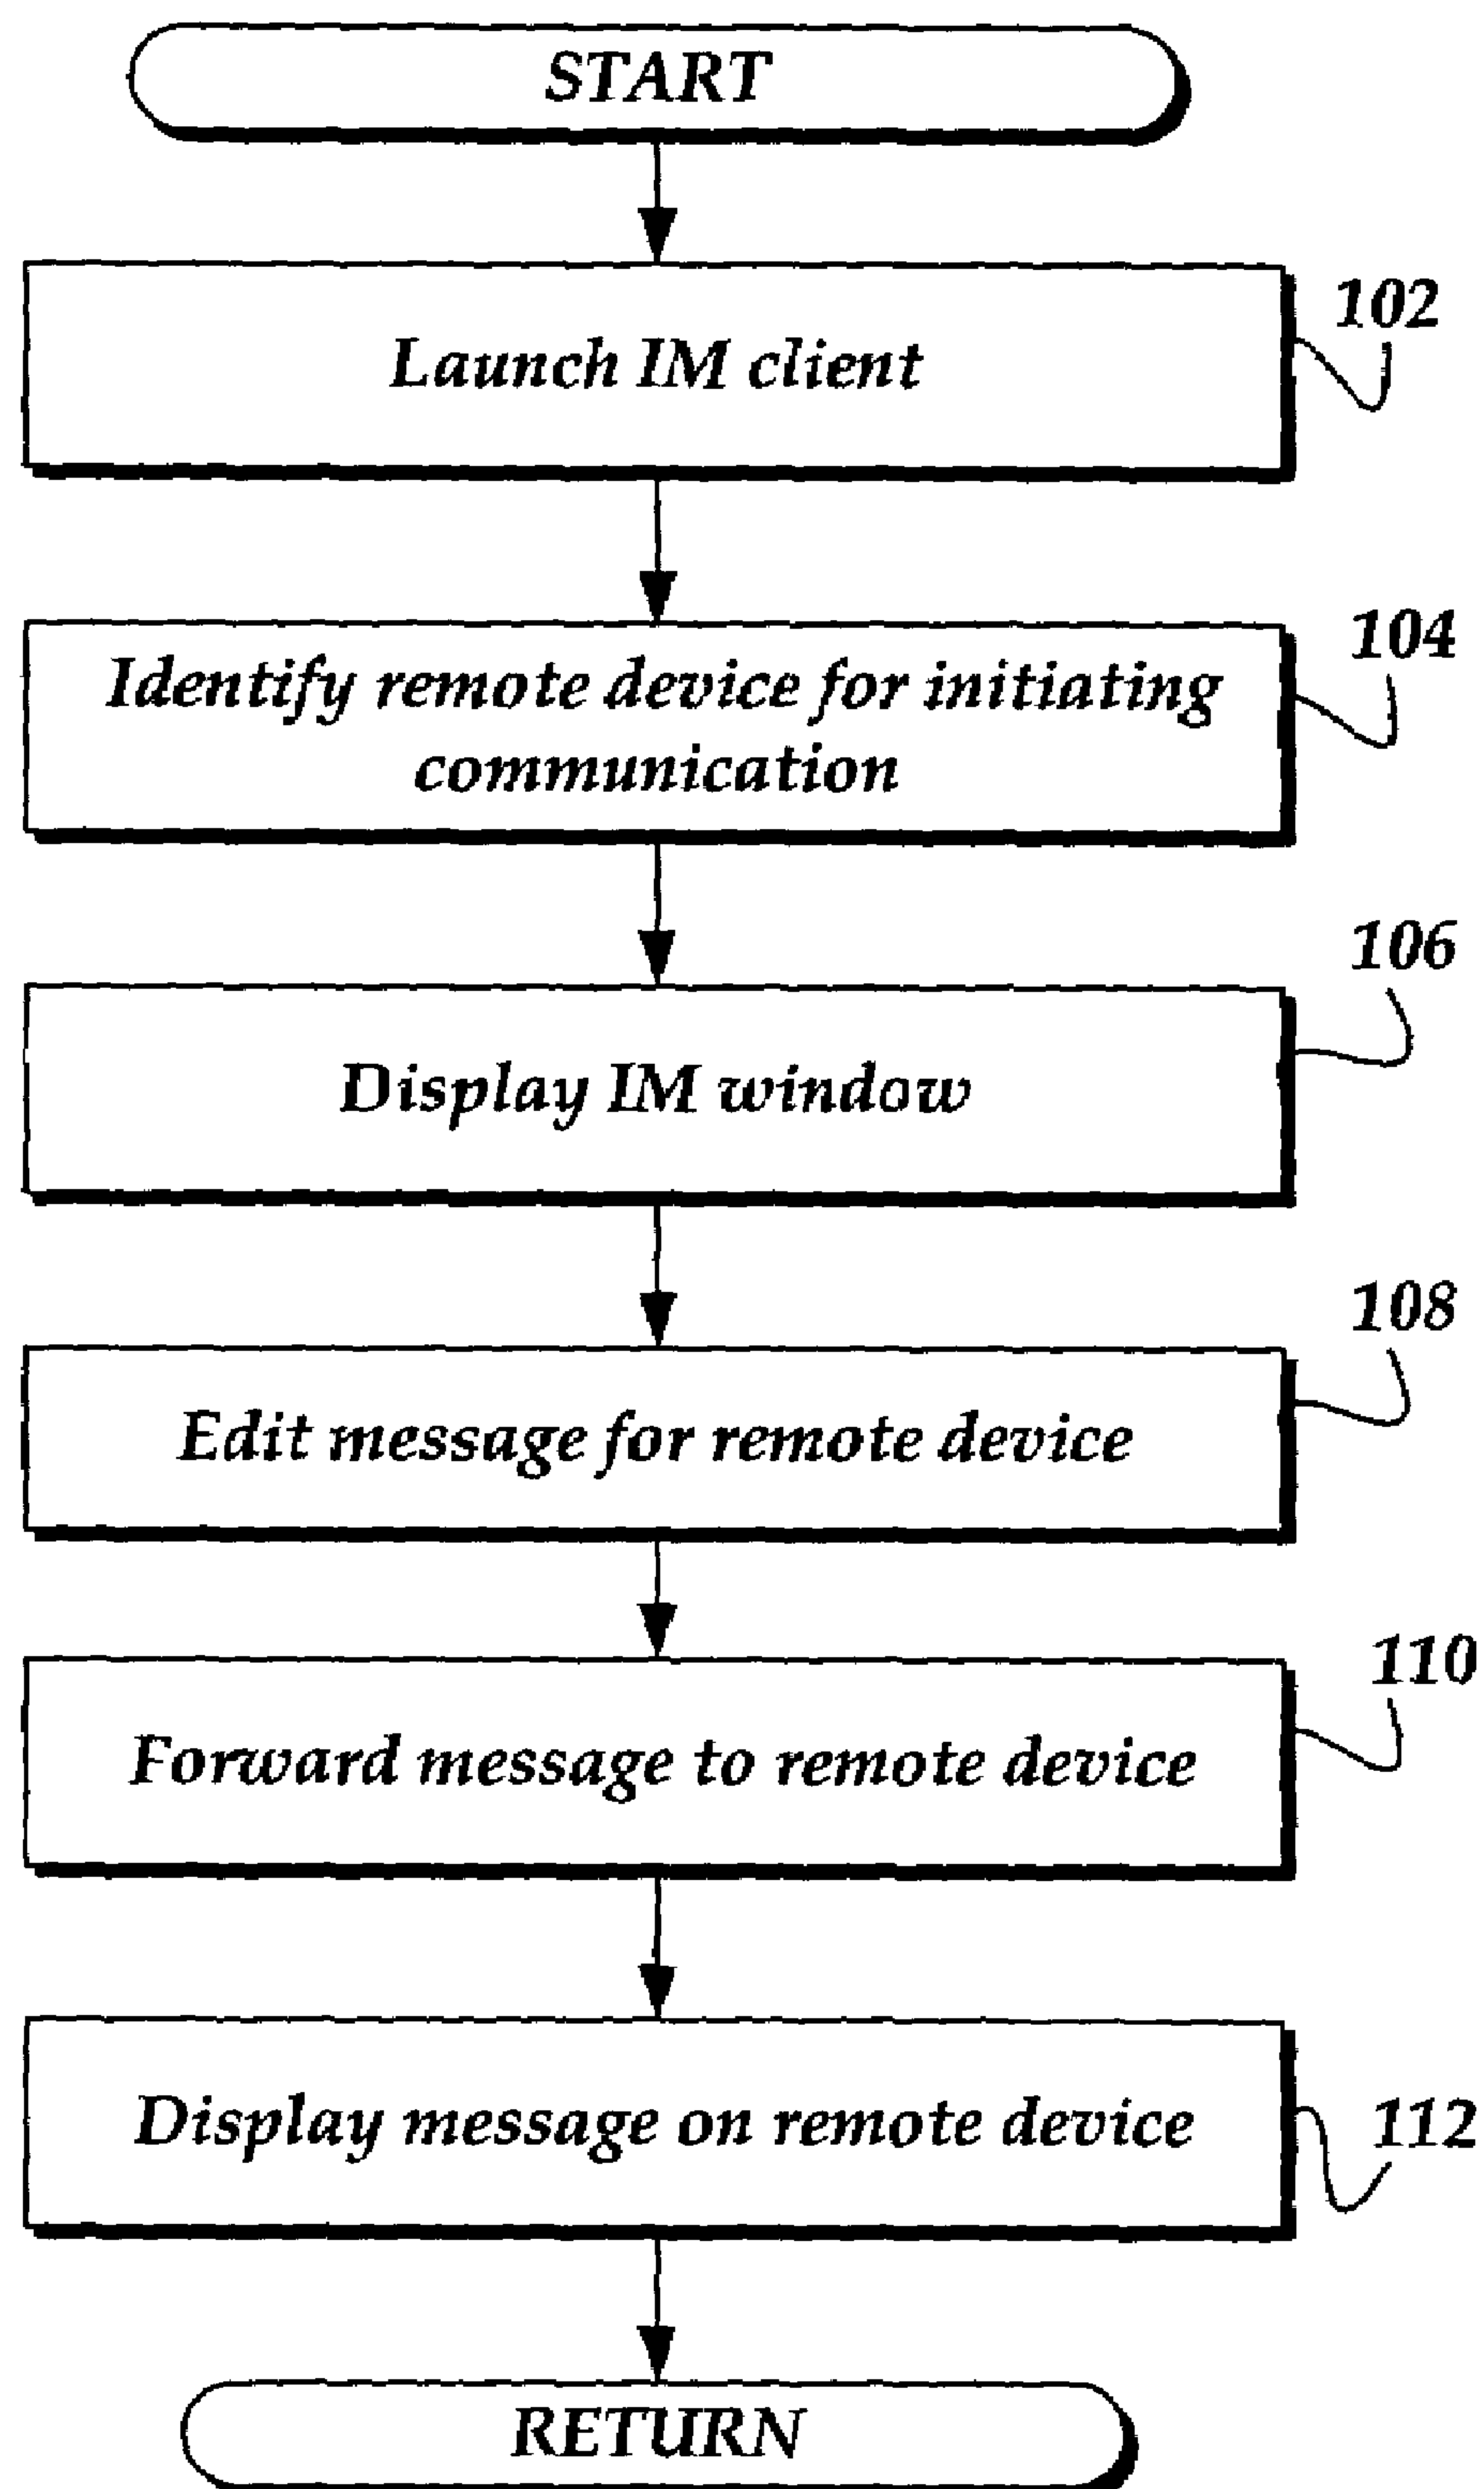 START
Launch IM client
102
Identify remote device for initiating
communication
104
Display IM window
106
Edit message for remote device
108
Forward message to remote device
110
Display message on remote device
112
RETURN